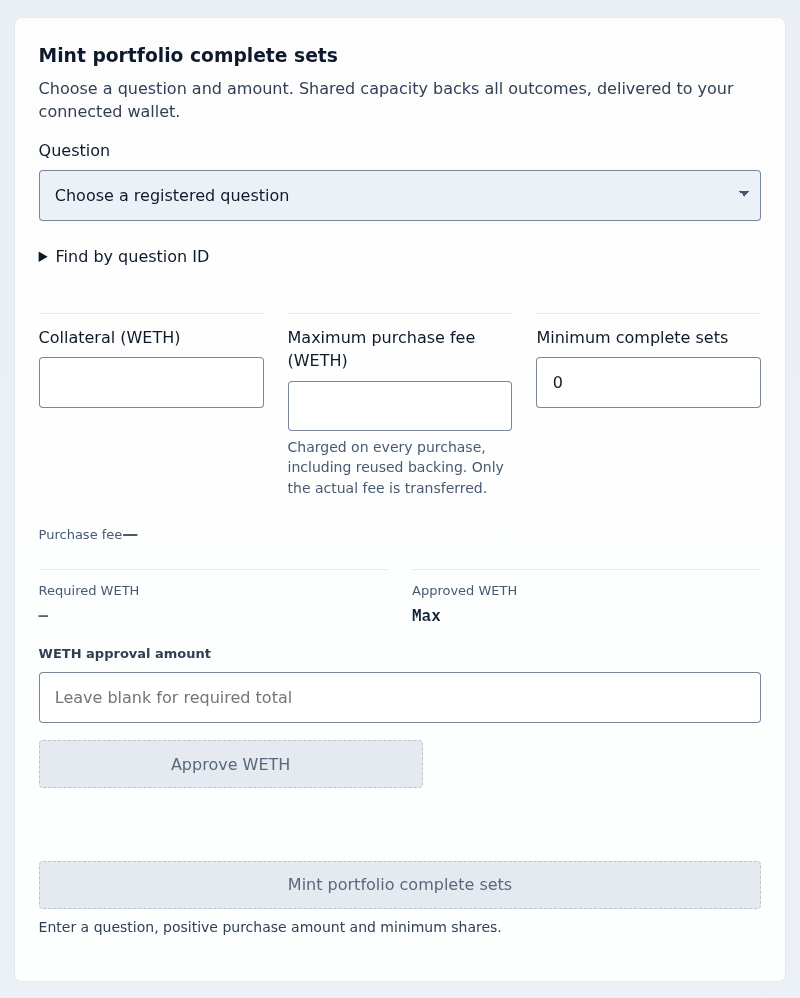 Mint portfolio complete sets
Choose a question and amount. Shared capacity backs all outcomes, delivered to your
connected wallet.
Question
Choose a registered question
Find by question ID
Collateral (WETH)
Maximum purchase fee
(WETH)
Charged on every purchase,
including reused backing. Only
the actual fee is transferred.
Minimum complete sets
0
Purchase fee—
Required WETH
—
Approved WETH
Max
WETH approval amount
Leave blank for required total
Approve WETH
Mint portfolio complete sets
Enter a question, positive purchase amount and minimum shares.